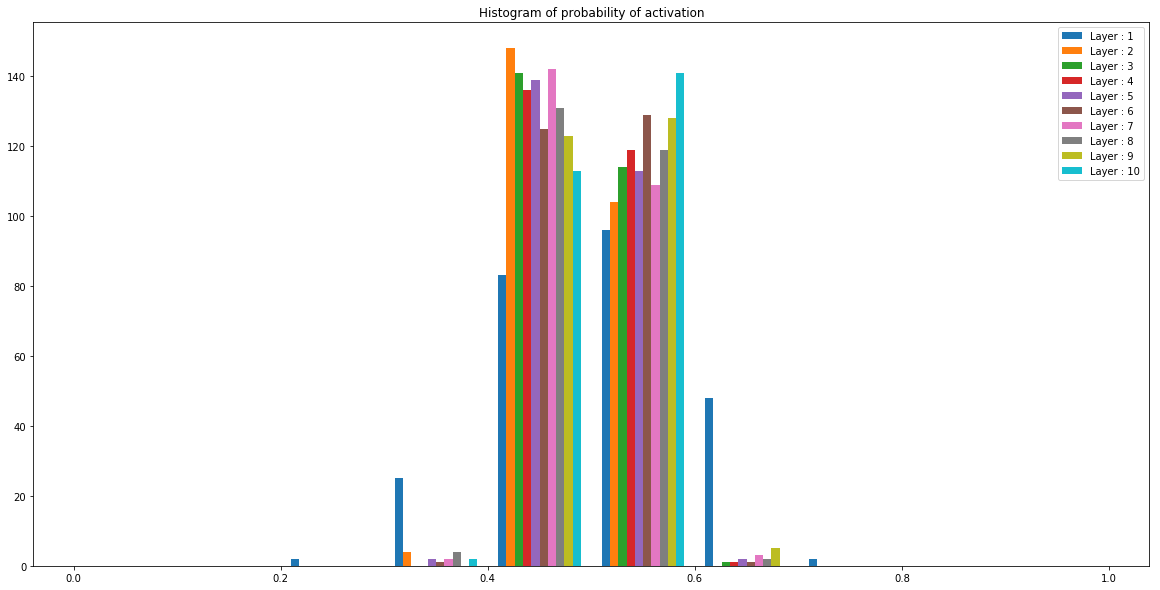 Histogram of probability of activation
Layer : 1
Layer : 2
Layer : 3
Layer : 4
Layer : 5
Layer : 6
Layer : 7
Layer : 8
Layer : 9
Layer : 10
140
120
100
80
60
40
20
0
0.0 0.2 0.4 0.6 0.8 1.0